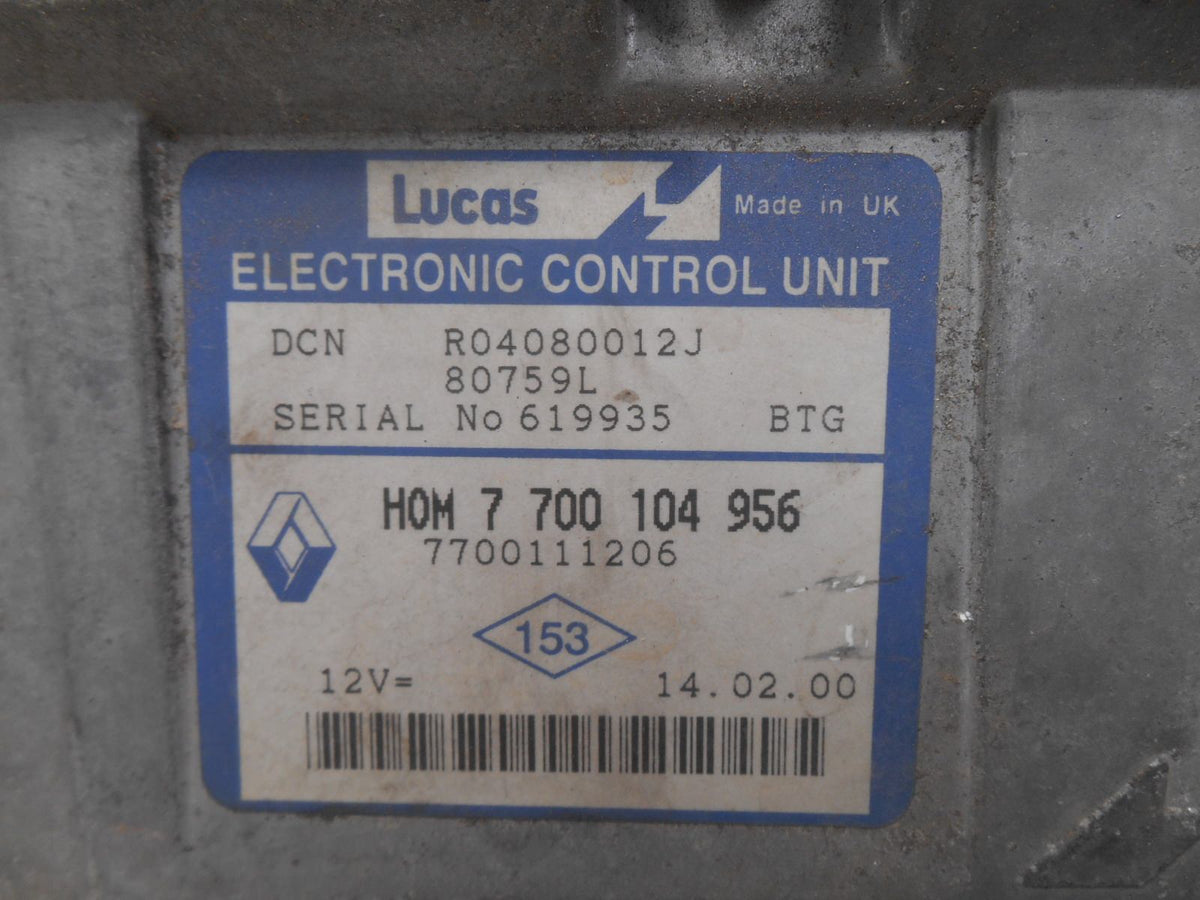 Lucas Made in UK
ELECTRONIC CONTROL UNIT
DCN R04080012J
80759L
SERIAL No 619935 BTG
HOM 7 700 104 956
7700111206
153
12V= 14.02.00